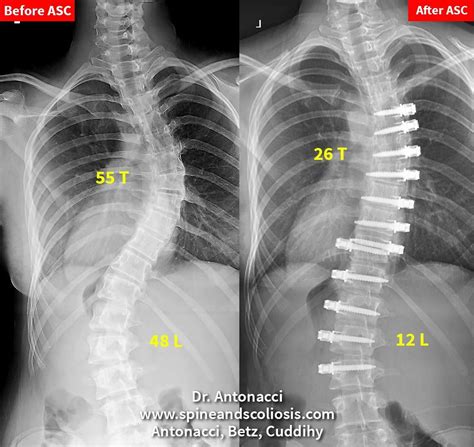 Before ASC
After ASC
55 T
26 T
48 L
12 L
Dr. Antonacci
www.spineandscoliosis.com
Antonacci, Betz, Cuddihy